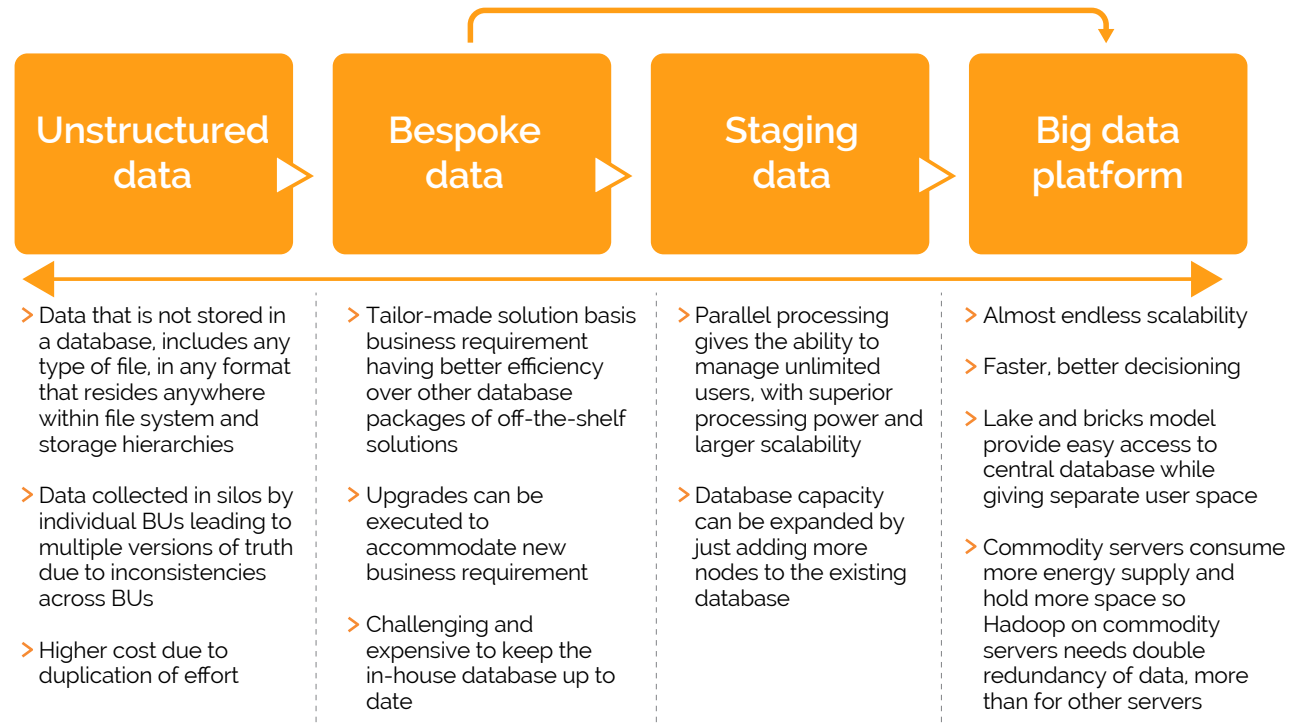 Unstructured
data
Bespoke
data
Staging
data
Big data
platform
Data that is not stored in
a database, includes any
type of file, in any format
that resides anywhere
within file system and
storage hierarchies
Data collected in silos by
individual BUs leading to
multiple versions of truth
due to inconsistencies
across BUs
Higher cost due to
duplication of effort
Tailor-made solution basis
business requirement
having better efficiency
over other database
packages of off-the-shelf
solutions
Upgrades can be
executed to
accommodate new
business requirement
Challenging and
expensive to keep the
in-house database up to
date
Parallel processing
gives the ability to
manage unlimited
users, with superior
processing power and
larger scalability
Database capacity
can be expanded by
just adding more
nodes to the existing
database
Almost endless scalability
Faster, better decisioning
Lake and bricks model
provide easy access to
central database while
giving separate user space
Commodity servers consume
more energy supply and
hold more space so
Hadoop on commodity
servers needs double
redundancy of data, more
than for other servers